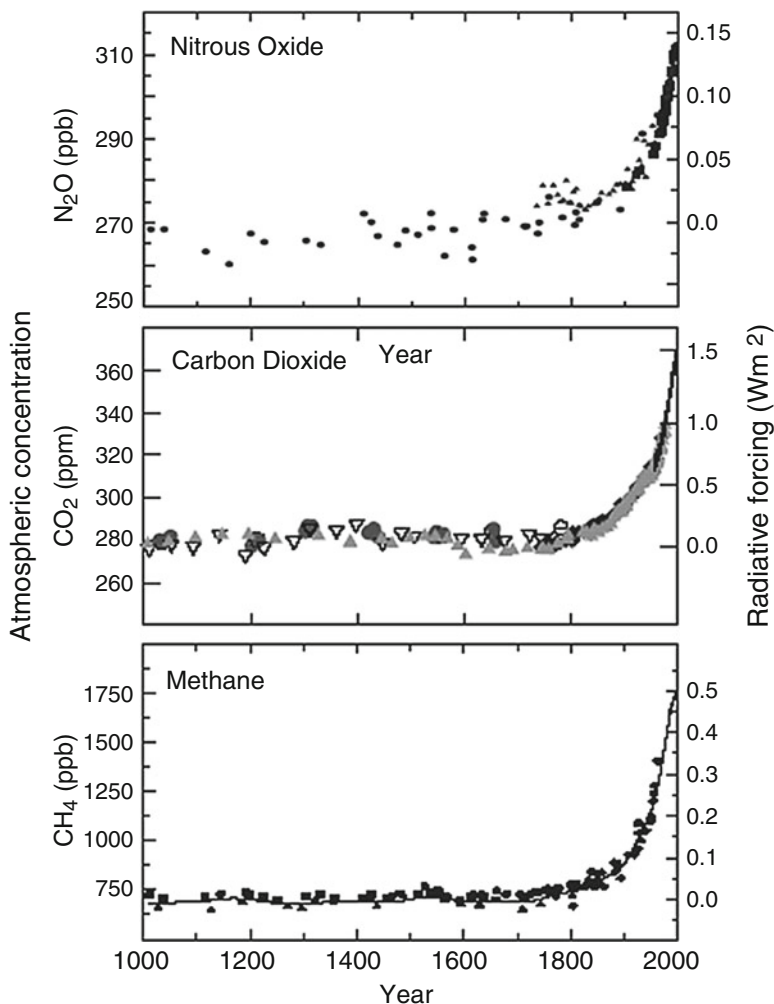 Nitrous Oxide
N₂O (ppb)
310
290
270
250
0.15
0.10
0.05
0.0
Atmospheric concentration
Radiative forcing (Wm 2)
Carbon Dioxide
Year
CO₂ (ppm)
360
340
320
300
280
260
1.5
1.0
0.5
0.0
Methane
CH₄ (ppb)
1750
1500
1250
1000
750
0.5
0.4
0.3
0.2
0.1
0.0
1000 1200 1400 1600 1800 2000
Year